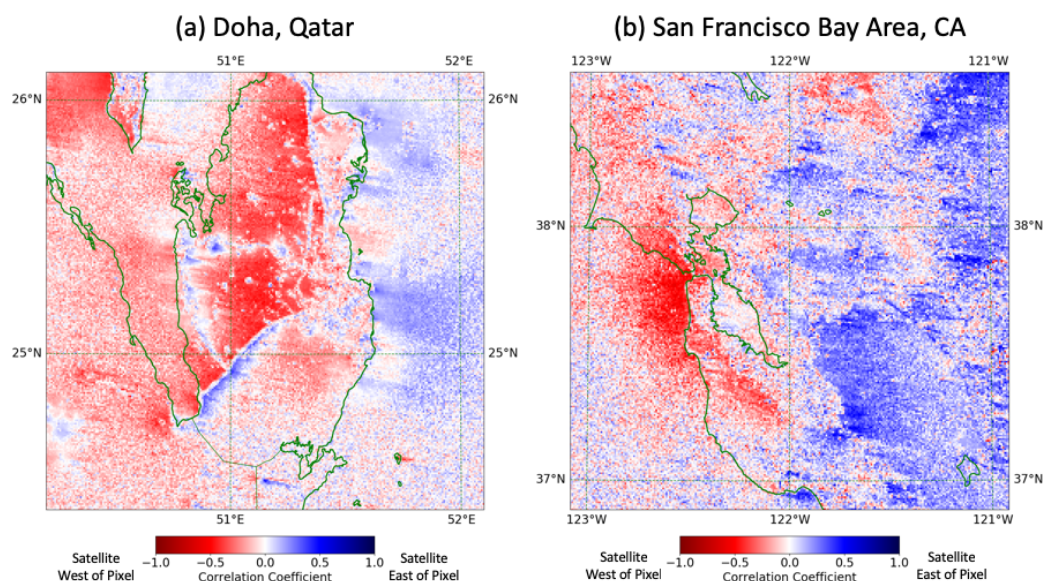 (a) Doha, Qatar
(b) San Francisco Bay Area, CA
51°E 52°E
123°W 122°W 121°W
26°N
38°N 38°N
25°N 25°N
37°N 37°N
51°E 52°E
123°W 122°W 121°W
Satellite
West of Pixel
−1.0 −0.5 0.0 0.5 1.0
Correlation Coefficient
Satellite
East of Pixel
Satellite
West of Pixel
−1.0 −0.5 0.0 0.5 1.0
Correlation Coefficient
Satellite
East of Pixel